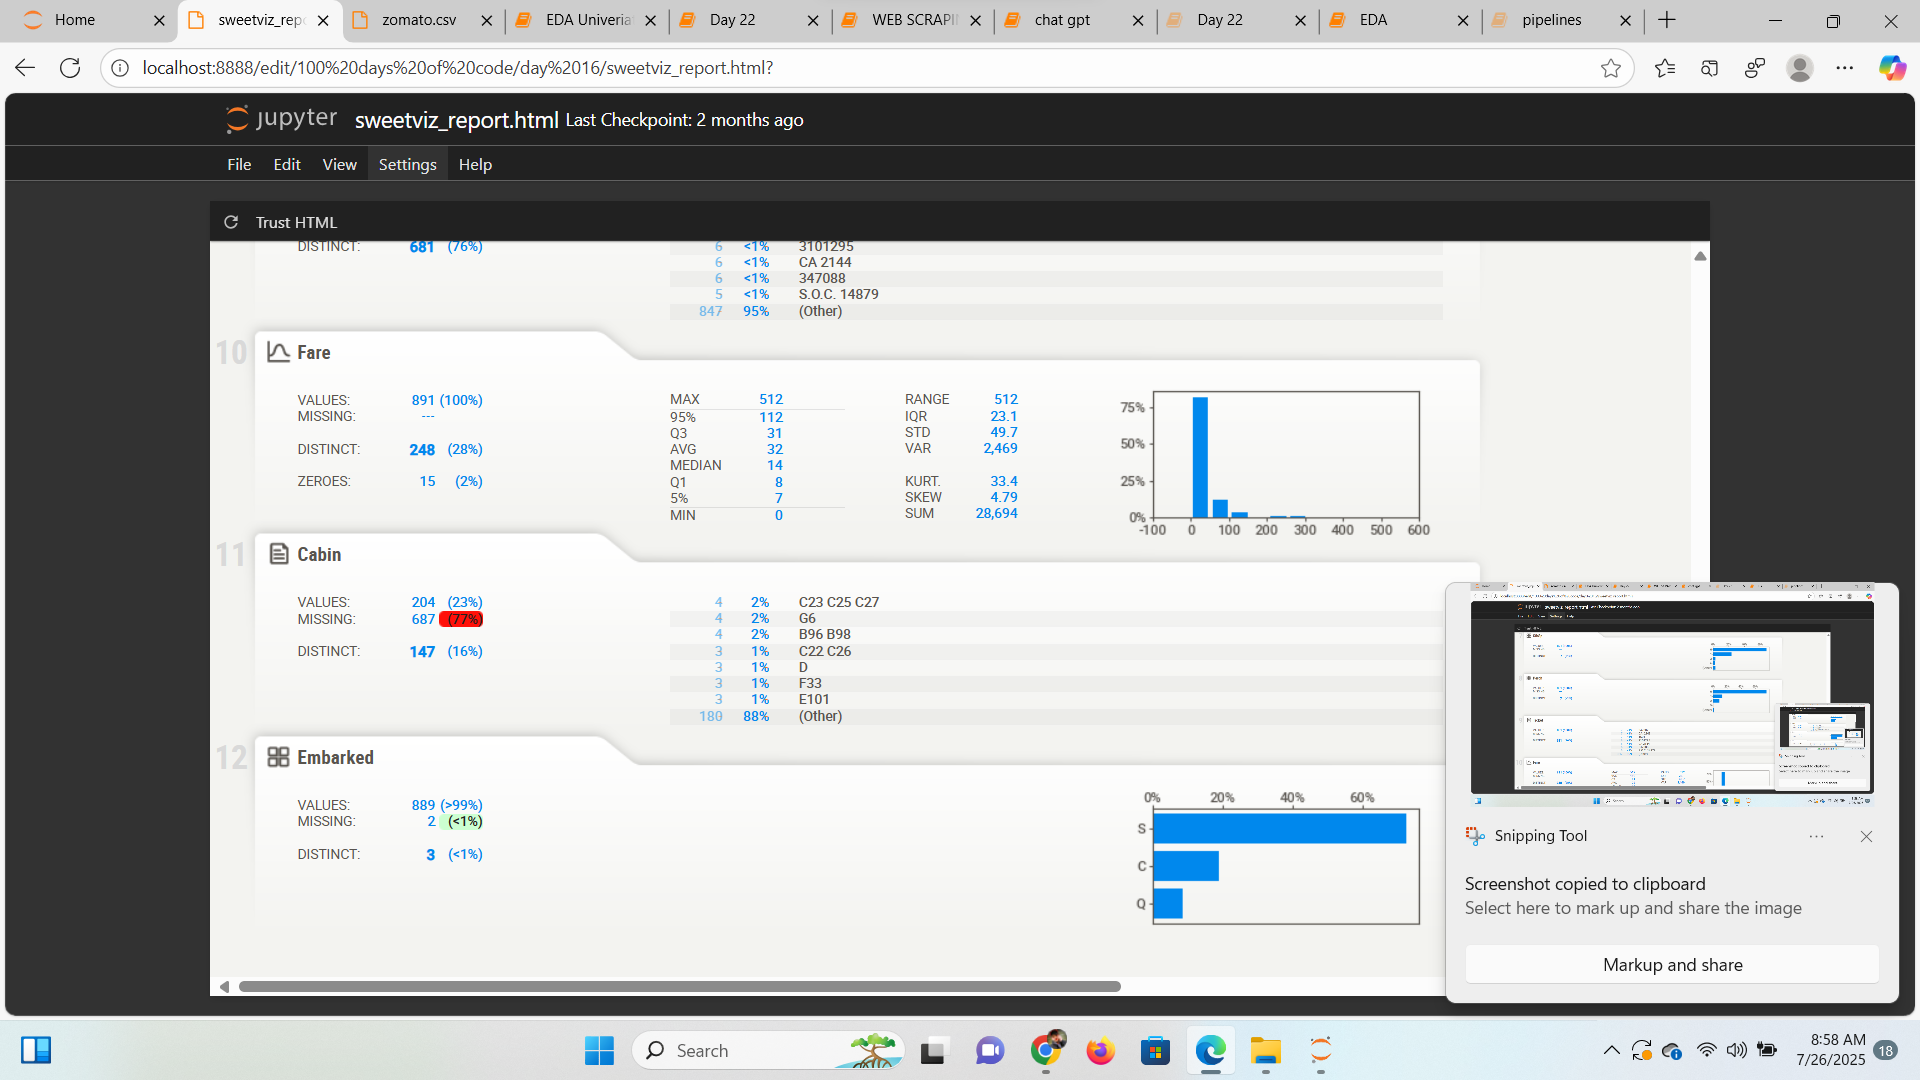 Home
sweetviz_repo
zomato.csv
EDA Univeria
Day 22
WEB SCRAPI
chat gpt
Day 22
EDA
pipelines
localhost:8888/edit/100%20days%20of%20code/day%2016/sweetviz_report.html?
jupyter sweetviz_report.html Last Checkpoint: 2 months ago
File Edit View Settings Help
Trust HTML
DISTINCT: 681 (76%)
6 <1% 3101295
6 <1% CA 2144
6 <1% 347088
5 <1% S.O.C. 14879
847 95% (Other)
10 Fare
VALUES: 891 (100%)
MISSING: ---
DISTINCT: 248 (28%)
ZEROES: 15 (2%)
MAX 512
95% 112
Q3 31
AVG 32
MEDIAN 14
Q1 8
5% 7
MIN 0
RANGE 512
IQR 23.1
STD 49.7
VAR 2,469
KURT. 33.4
SKEW 4.79
SUM 28,694
75%
50%
25%
0%
-100 0 100 200 300 400 500 600
11 Cabin
VALUES: 204 (23%)
MISSING: 687 (77%)
DISTINCT: 147 (16%)
4 2% C23 C25 C27
4 2% G6
4 2% B96 B98
3 1% C22 C26
3 1% D
3 1% F33
3 1% E101
180 88% (Other)
12 Embarked
VALUES: 889 (>99%)
MISSING: 2 (<1%)
DISTINCT: 3 (<1%)
0% 20% 40% 60%
S
C
Q
Snipping Tool
Screenshot copied to clipboard
Select here to mark up and share the image
Markup and share
Search
8:58 AM
7/26/2025
18